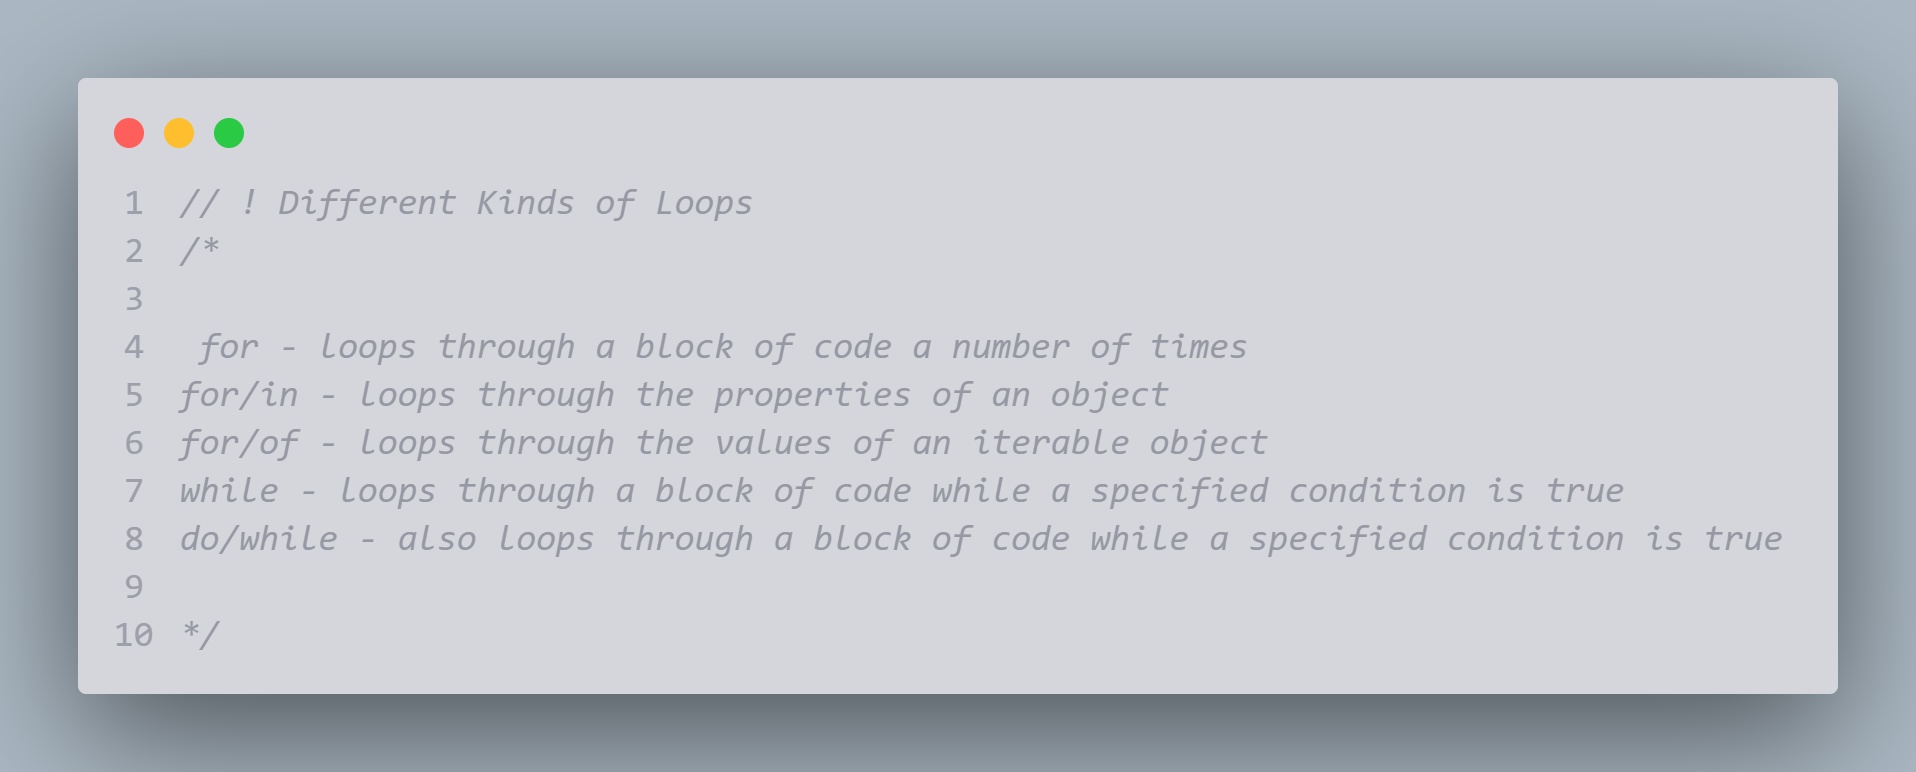 1 // ! Different Kinds of Loops
2 /*
3
4  for - loops through a block of code a number of times
5 for/in - loops through the properties of an object
6 for/of - loops through the values of an iterable object
7 while - loops through a block of code while a specified condition is true
8 do/while - also loops through a block of code while a specified condition is true
9
10 */